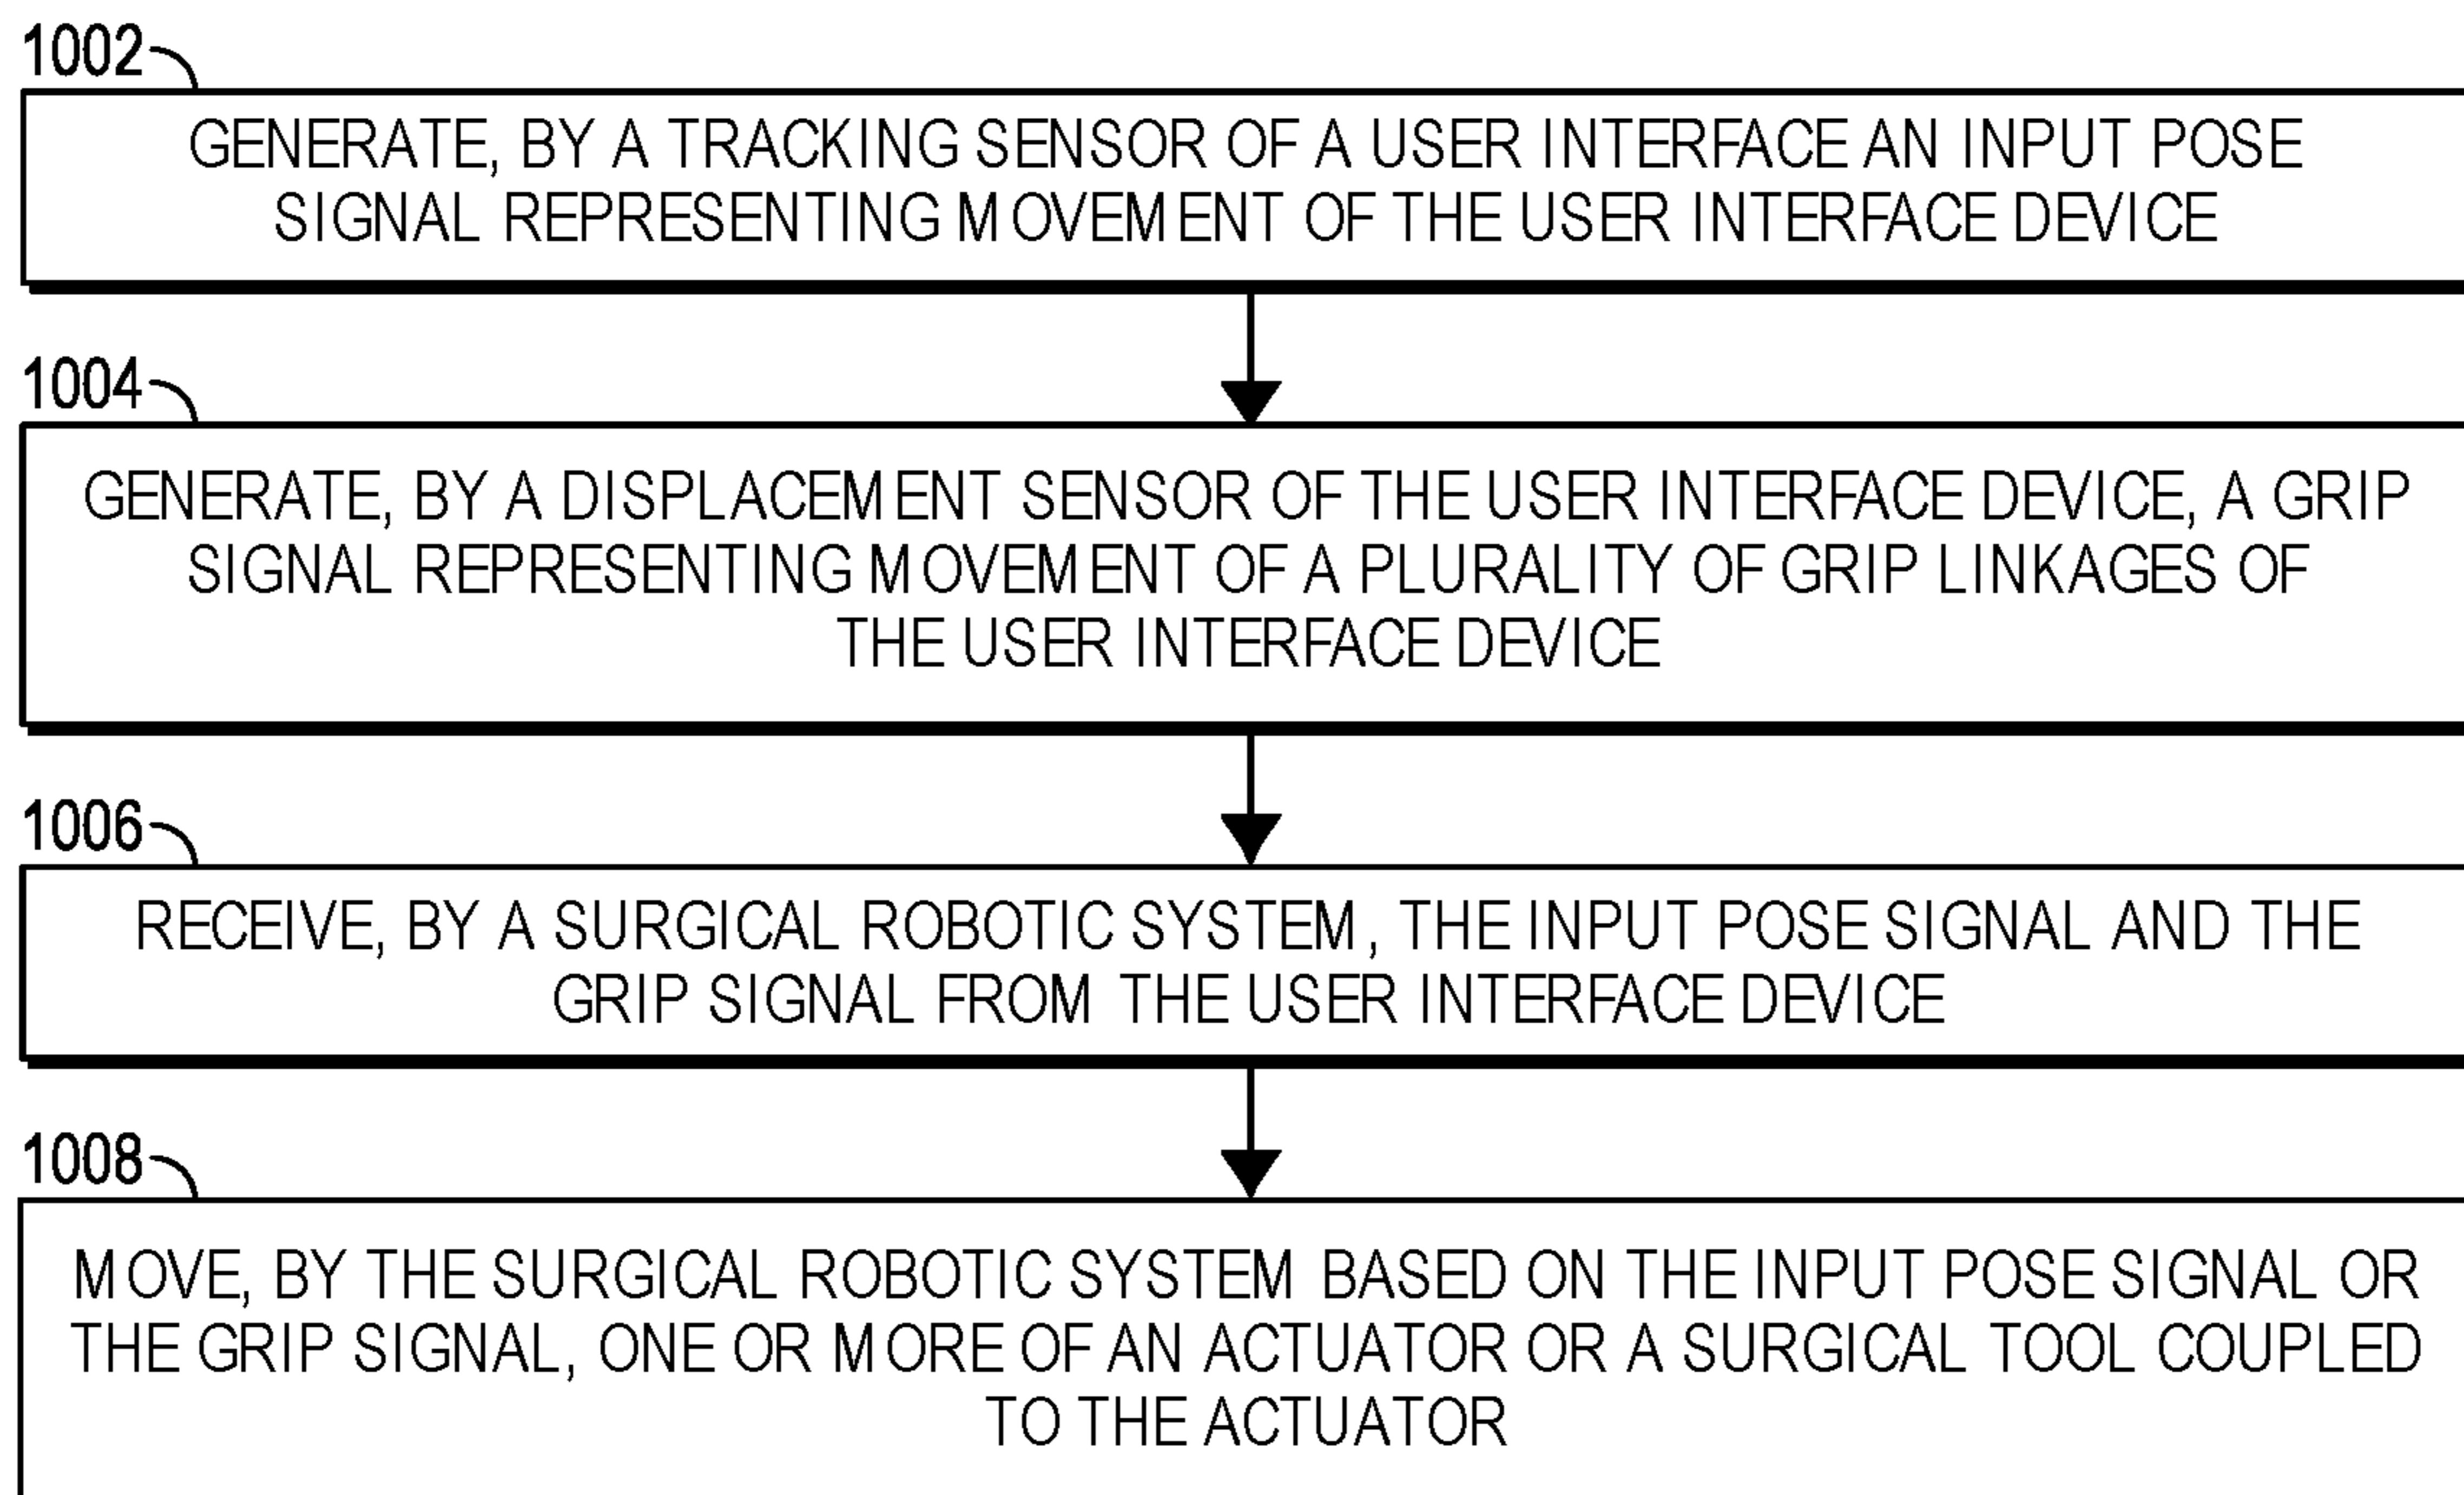 1002
GENERATE, BY A TRACKING SENSOR OF A USER INTERFACE AN INPUT POSE
SIGNAL REPRESENTING MOVEMENT OF THE USER INTERFACE DEVICE
1004
GENERATE, BY A DISPLACEMENT SENSOR OF THE USER INTERFACE DEVICE, A GRIP
SIGNAL REPRESENTING MOVEMENT OF A PLURALITY OF GRIP LINKAGES OF
THE USER INTERFACE DEVICE
1006
RECEIVE, BY A SURGICAL ROBOTIC SYSTEM, THE INPUT POSE SIGNAL AND THE
GRIP SIGNAL FROM THE USER INTERFACE DEVICE
1008
MOVE, BY THE SURGICAL ROBOTIC SYSTEM BASED ON THE INPUT POSE SIGNAL OR
THE GRIP SIGNAL, ONE OR MORE OF AN ACTUATOR OR A SURGICAL TOOL COUPLED
TO THE ACTUATOR